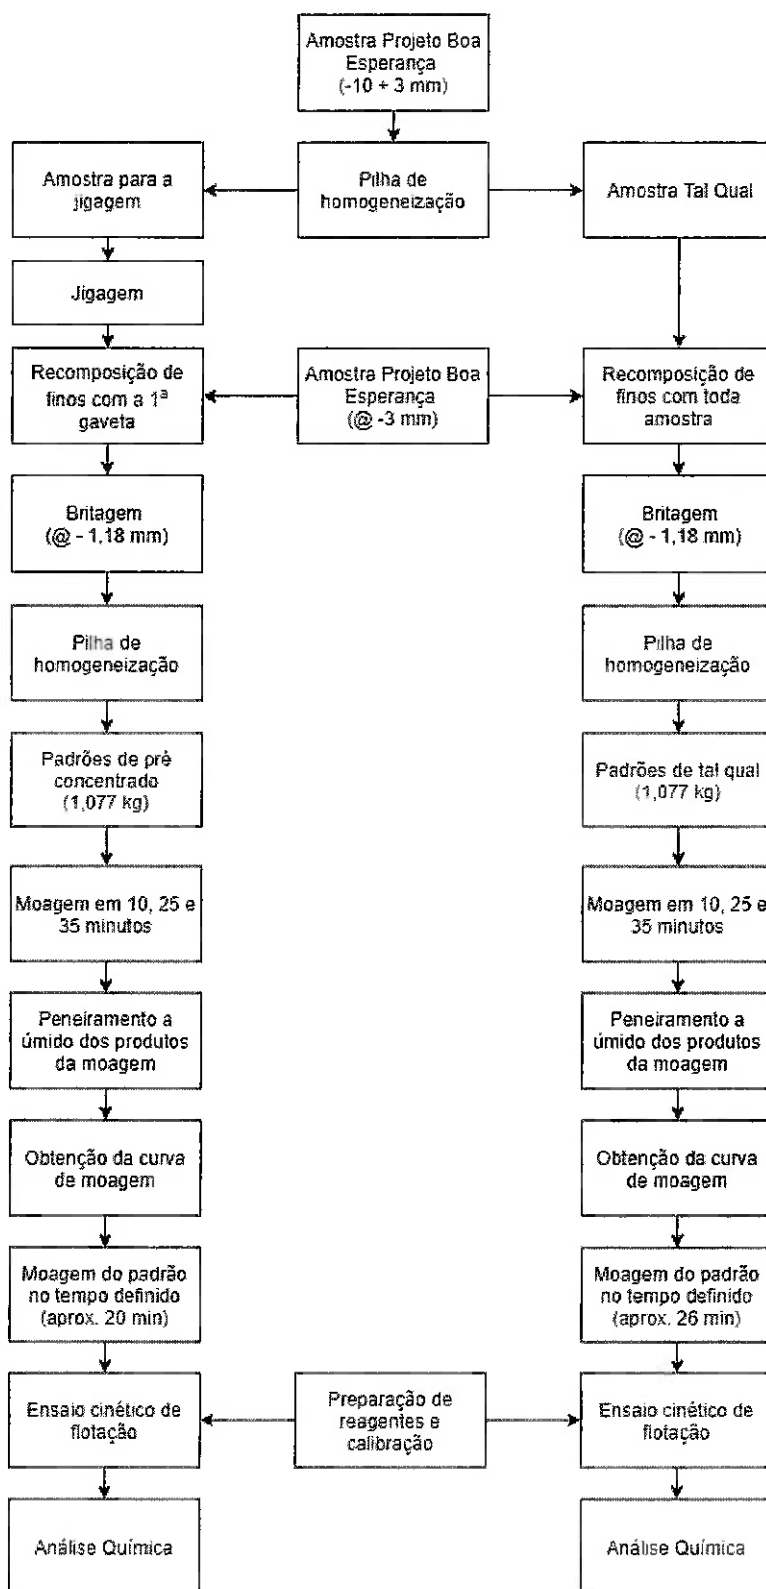 Amostra Projeto Boa
Esperança
(-10 + 3 mm)
Amostra para a
jigagem
Pilha de
homogeneização
Amostra Tal Qual
Jigagem
Recomposição de
finos com a 1ª
gaveta
Amostra Projeto Boa
Esperança
(@ -3 mm)
Recomposição de
finos com toda
amostra
Britagem
(@ - 1,18 mm)
Britagem
(@ - 1,18 mm)
Pilha de
homogeneização
Pilha de
homogeneização
Padrões de pré
concentrado
(1,077 kg)
Padrões de tal qual
(1,077 kg)
Moagem em 10, 25 e
35 minutos
Moagem em 10, 25 e
35 minutos
Peneiramento a
úmido dos produtos
da moagem
Peneiramento a
úmido dos produtos
da moagem
Obtenção da curva
de moagem
Obtenção da curva
de moagem
Moagem do padrão
no tempo definido
(aprox. 20 min)
Moagem do padrão
no tempo definido
(aprox. 26 min)
Ensaio cinético de
flotação
Preparação de
reagentes e
calibração
Ensaio cinético de
flotação
Análise Química
Análise Química